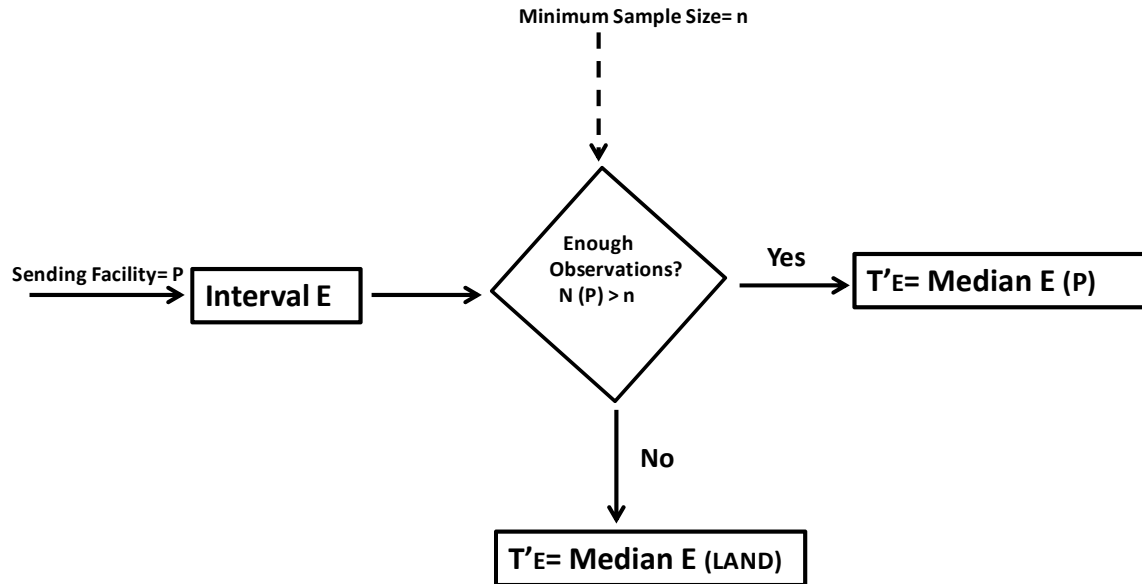 Minimum Sample Size= n
Enough
Observations?
N (P) > n
Sending Facility= P
Interval E
Yes
T'E= Median E (P)
No
T'E= Median E (LAND)